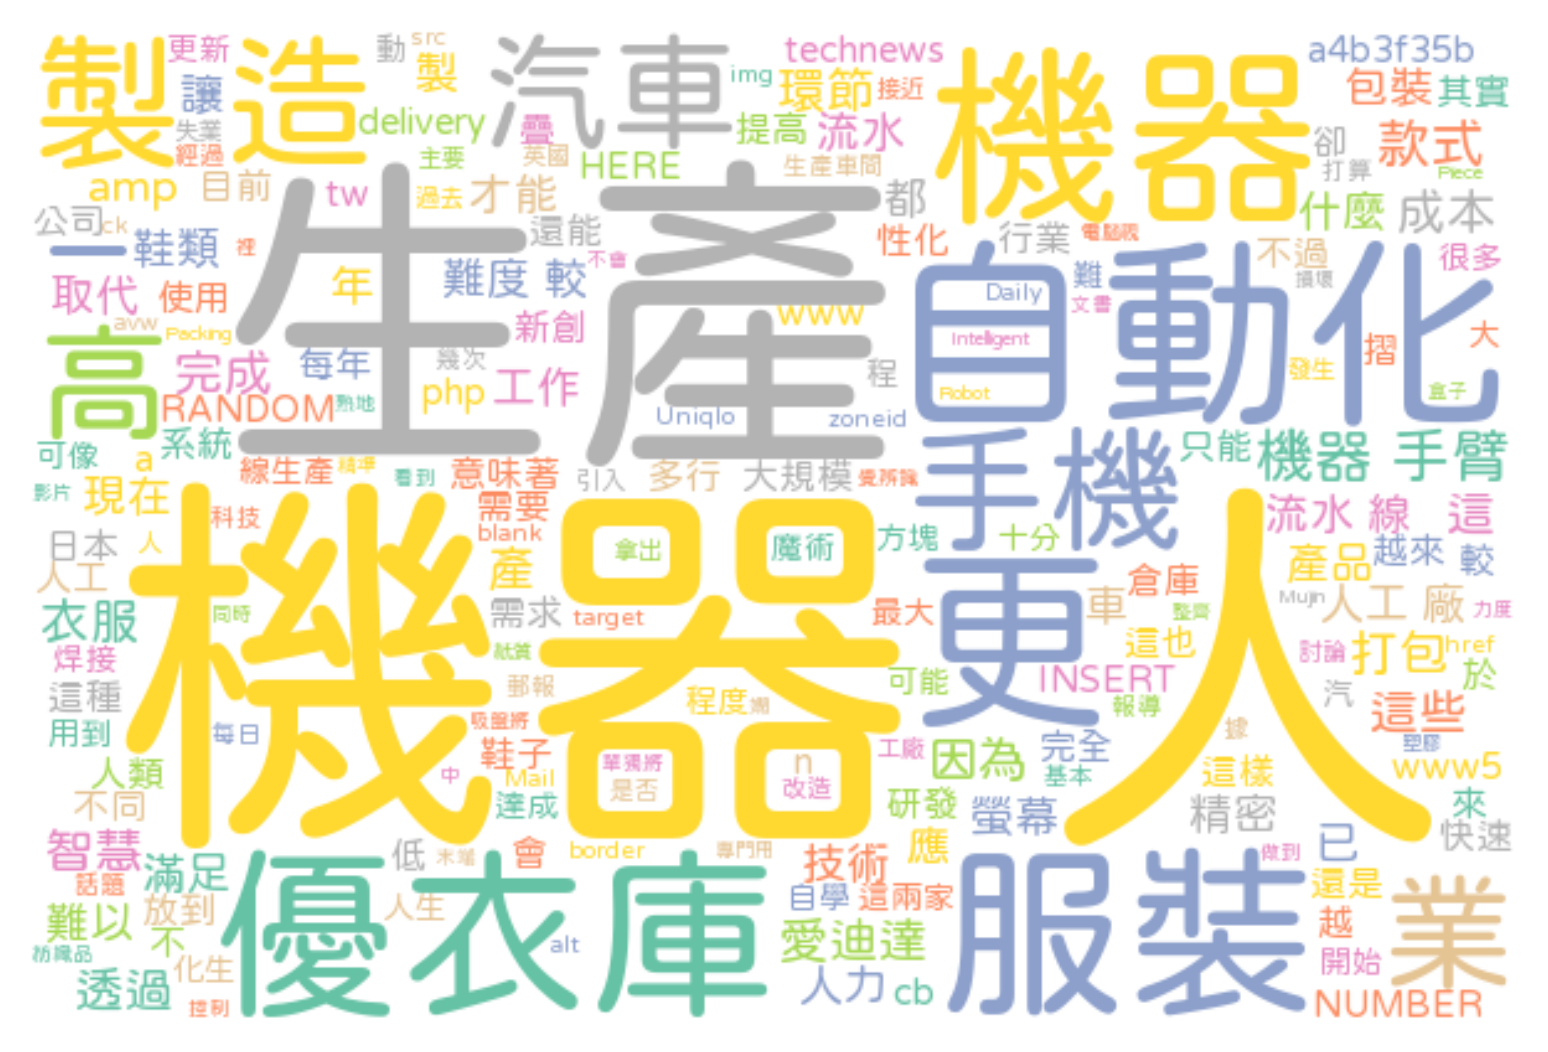 製造
更新
動
src
汽車
technews
機器
a4b3f35b
讓
製
img
環節
接近
包裝
其實
失業
delivery
疊
提高
流水
款式
經過
主要
英國
HERE
生產車間
卻
打算
Piece
amp
目前
tw
過去
才能
都
什麼
成本
公司
ck
生產
還能
性化
行業
一
鞋類
裡
年
難度 較
不會
自動化
難
不過
很多
損壞
取代
使用
新創
www
Daily
文書
avw
Packing
高
完成
每年
幾次
程
Intelligent
發生
摺
大
RANDOM
熟地
php
工作
Uniqlo
zoneid
Robot
盒子
可像
系統
手機
只能
機器 手臂
a
線生產
看到
意味著
引入
多行
大規模
影片
現在
科技
機器人
需要
blank
流水 線
這
日本
人
產
拿出
魔術
方塊
十分
產品
越來
較
人工
更
倉庫
Mujin
人工 廠
力度
衣服
同時
需求
target
最大
車
整齊
焊接
紙質
這也
討論
打包
href
於
這種
郵報
程度
可能
INSERT
報導
汽
這些
用到
每日
吸盤將
鞋子
單獨將
n
工廠
因為
完全
據
塑膠
人類
中
Mail
是否
改造
基本
這樣
www5
不同
達成
研發
螢幕
精密
來
智慧
低
末端
會
border
專門用
技術
應
做到
已
快速
話題
滿足
優衣庫
自學
這兩家
服裝
還是
業
難以
放到
人生
愛迪達
越
不
alt
紡織品
化生
開始
透過
控制
人力
cb
NUMBER